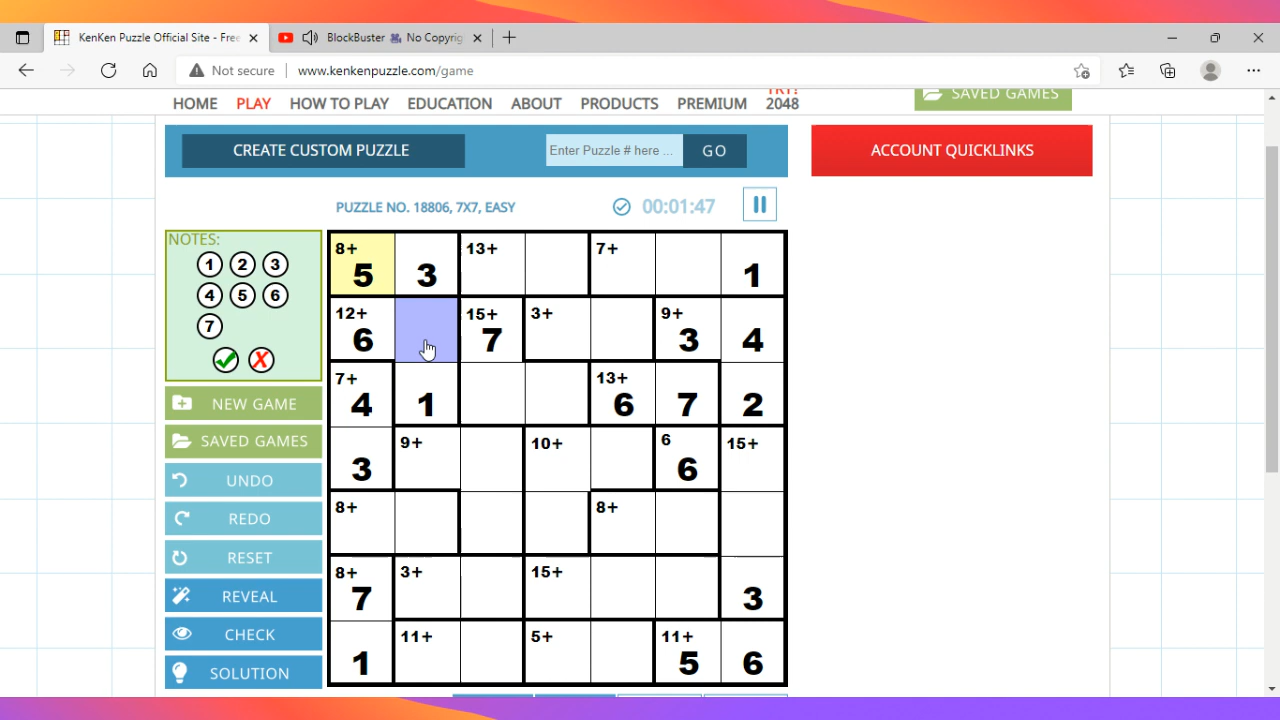 KenKen Puzzle Official Site - Free
BlockBuster 🎥 No Copyrig
Not secure
www.kenkenpuzzle.com/game
HOME PLAY HOW TO PLAY EDUCATION ABOUT PRODUCTS PREMIUM 2048
SAVED GAMES
CREATE CUSTOM PUZZLE
Enter Puzzle # here ...
GO
ACCOUNT QUICKLINKS
PUZZLE NO. 18806, 7X7, EASY
00:01:47
NOTES:
1 2 3
4 5 6
7
NEW GAME
SAVED GAMES
UNDO
REDO
RESET
REVEAL
CHECK
SOLUTION
8+ 13+ 7+
5 3 1
12+ 15+ 3+ 9+
6 7 3 4
7+ 13+
4 1 6 7 2
9+ 10+ 6 15+
3 6
8+ 8+
8+ 3+ 15+
7 3
11+ 5+ 11+
1 5 6